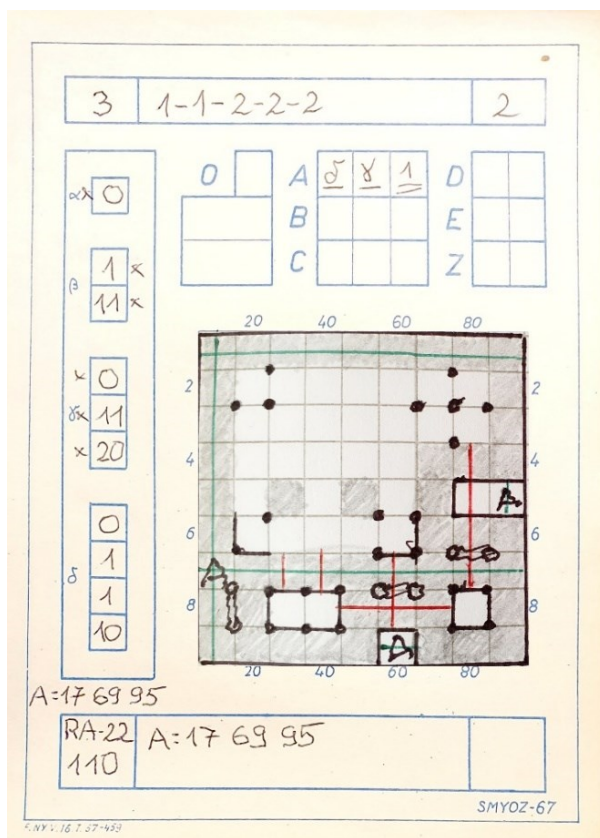 3 1-1-2-2-2 2
αx 0
β 1 x
11 x
x 0
γx 11
x 20
δ 0
1
1
10
O A δ γ 1 D
B E
C Z
20 40 60 80
2 2
4 4
A
6 6
A
8 8
A
20 40 60 80
A=17 69 95
RA-22 A=17 69 95
110
SMYOZ-67